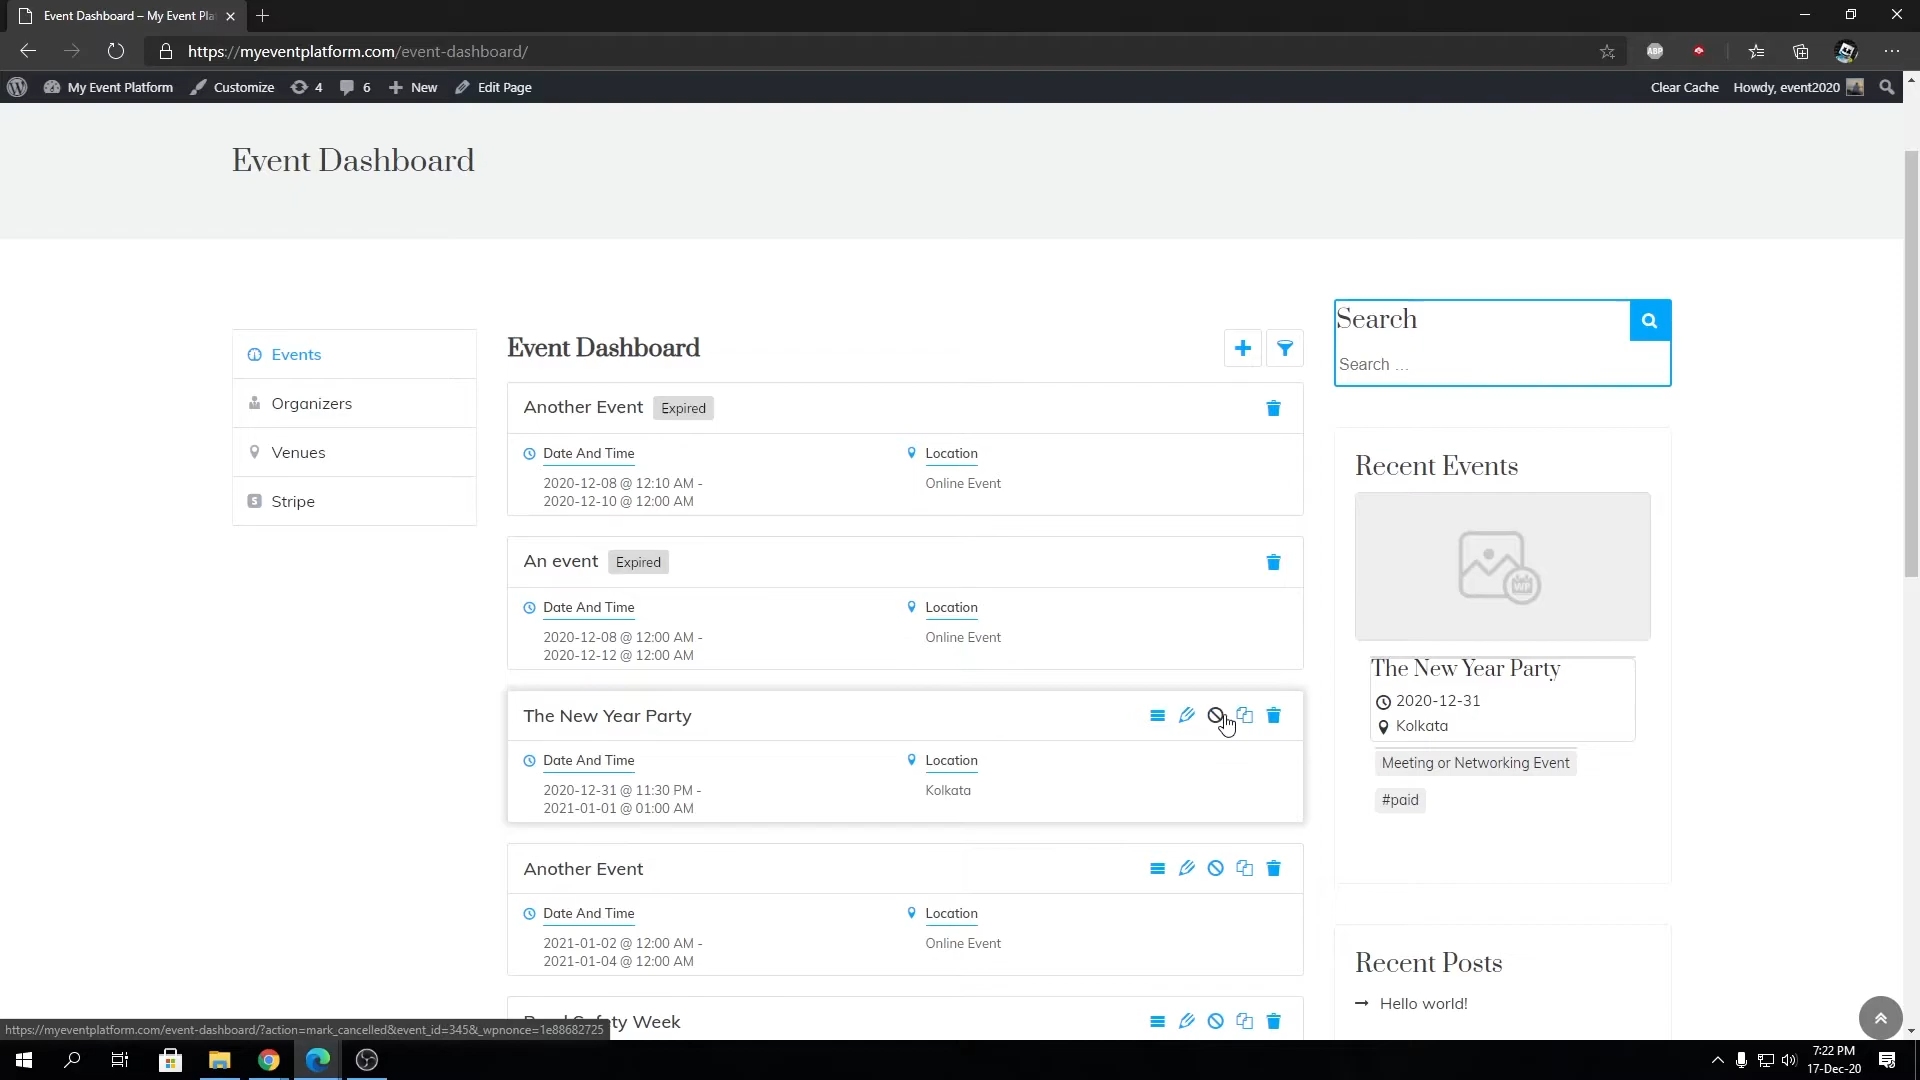 Event Dashboard – My Event Pla
https://myeventplatform.com/event-dashboard/
ABP
My Event Platform
Customize
4
6
New
Edit Page
Clear Cache
Howdy, event2020
Event Dashboard
Events
Organizers
Venues
S
Stripe
Event Dashboard
Another Event
Expired
Date And Time
2020-12-08 @ 12:10 AM -
2020-12-10 @ 12:00 AM
Location
Online Event
An event
Expired
Date And Time
2020-12-08 @ 12:00 AM -
2020-12-12 @ 12:00 AM
Location
Online Event
The New Year Party
Date And Time
2020-12-31 @ 11:30 PM -
2021-01-01 @ 01:00 AM
Location
Kolkata
Another Event
Date And Time
2021-01-02 @ 12:00 AM -
2021-01-04 @ 12:00 AM
Location
Online Event
ty Week
Search
Search ...
Recent Events
WP
The New Year Party
2020-12-31
Kolkata
Meeting or Networking Event
#paid
Recent Posts
Hello world!
https://myeventplatform.com/event-dashboard/?action=mark_cancelled&event_id=345&_wpnonce=1e88682725
7:22 PM
17-Dec-20